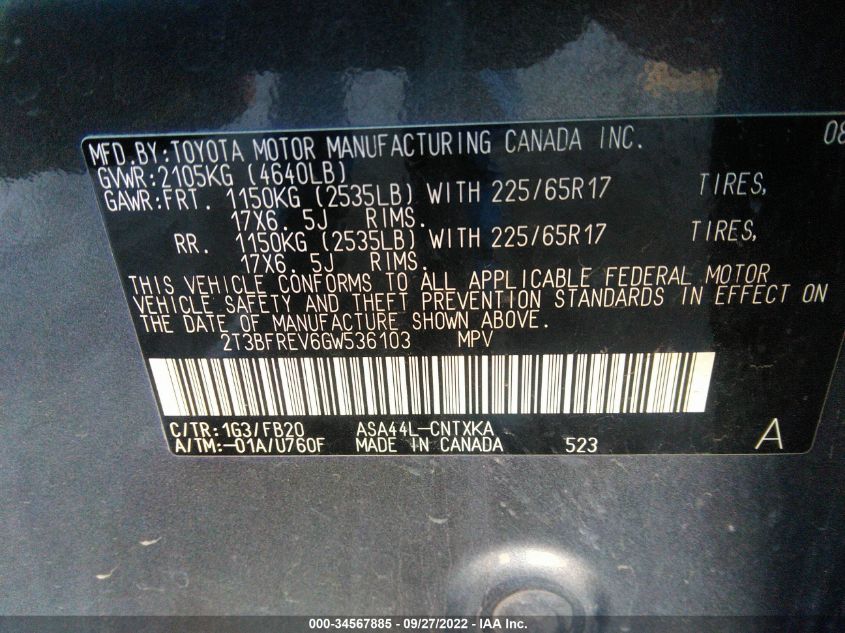 MFD.BY:TOYOTA MOTOR MANUFACTURING CANADA INC. 08
GVWR:2105KG (4640LB)
GAWR:FRT. 1150KG (2535LB) WITH 225/65R17 TIRES,
17X6. 5J RIMS.
RR. 1150KG (2535LB) WITH 225/65R17 TIRES,
17X6. 5J RIMS.
THIS VEHICLE CONFORMS TO ALL APPLICABLE FEDERAL MOTOR
VEHICLE SAFETY AND THEFT PREVENTION STANDARDS IN EFFECT ON
THE DATE OF MANUFACTURE SHOWN ABOVE.
2T3BFREV6GW536103 MPV
C/TR:1G3/FB20 ASA44L-CNTXKA
A/TM:-01A/U760F MADE IN CANADA 523 A
000-34567885 - 09/27/2022 - IAA Inc.